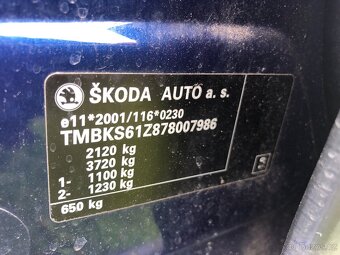 ŠKODA AUTO a. s.
e11*2001/116*0230
TMBKS61Z878007986
2120 kg
3720 kg
1- 1100 kg
2- 1230 kg
650 kg